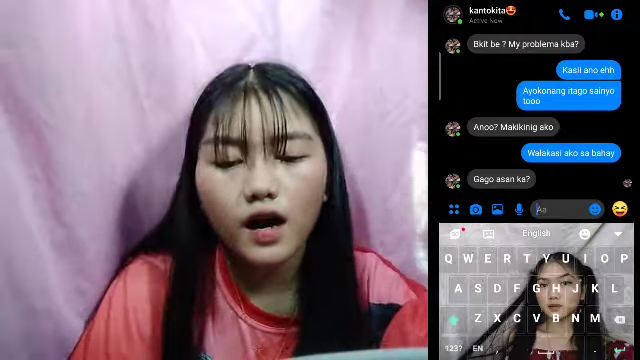 kantokita🤩
Active Now
Bkit be ? My problema kba?
Kasii ano ehh
Ayokonang itago sainyo
tooo
Anoo? Makikinig ako
Walakasi ako sa bahay
Gago asan ka?
Aa
English
Q W E R T Y U I O P
A S D F G H J K L
Z X C V B N M
123? EN , .